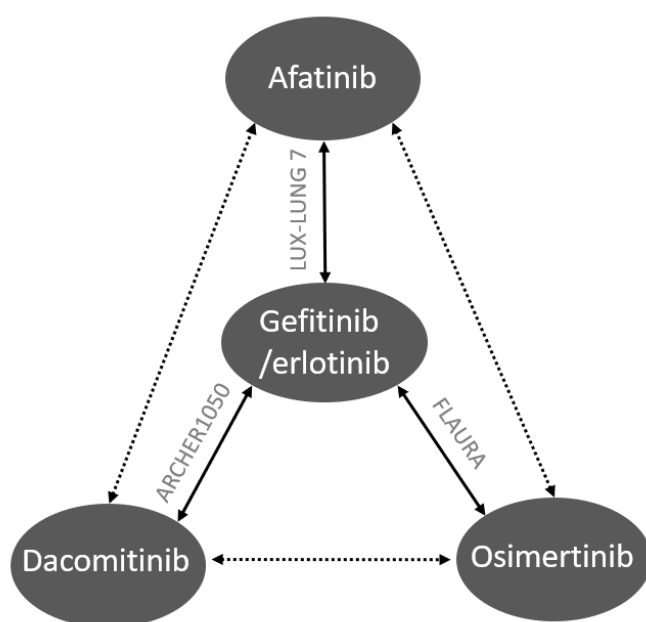 Afatinib
LUX-LUNG 7
Gefitinib
/erlotinib
ARCHER1050
FLAURA
Dacomitinib
Osimertinib